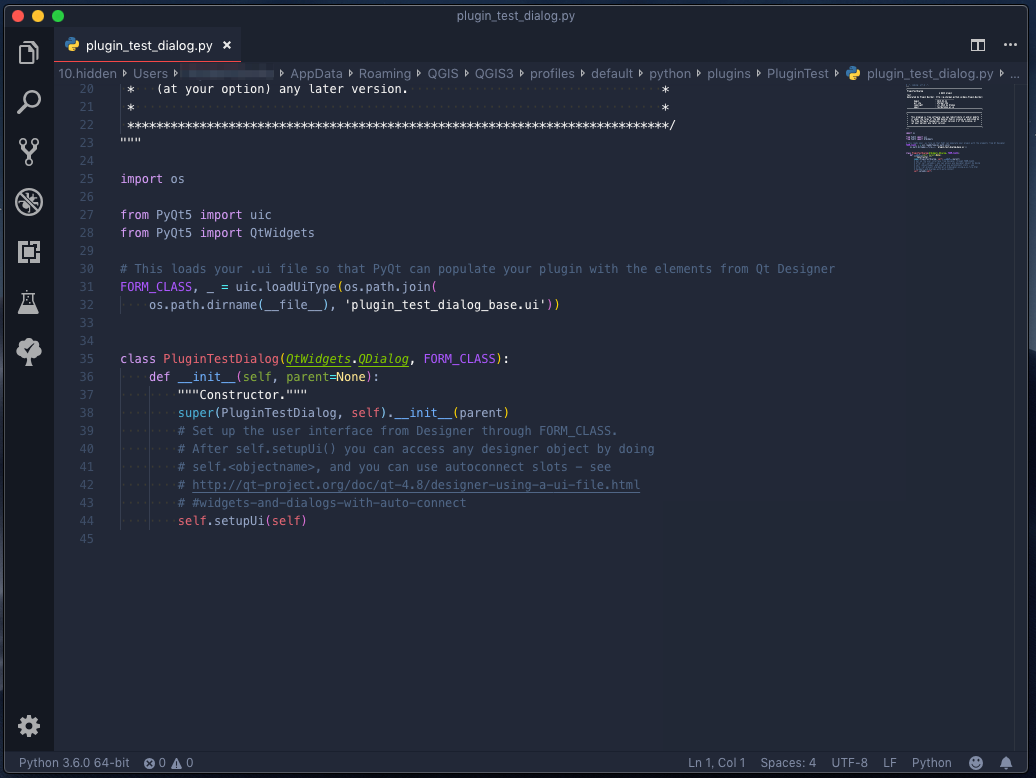 plugin_test_dialog.py
plugin_test_dialog.py ×
10.hidden Users AppData Roaming QGIS QGIS3 profiles default python plugins PluginTest plugin_test_dialog.py ...
20  *   (at your option) any later version.                                   *
21  *                                                                         *
22  ***************************************************************************/
23 """
24
25 import os
26
27 from PyQt5 import uic
28 from PyQt5 import QtWidgets
29
30 # This loads your .ui file so that PyQt can populate your plugin with the elements from Qt Designer
31 FORM_CLASS, _ = uic.loadUiType(os.path.join(
32     os.path.dirname(__file__), 'plugin_test_dialog_base.ui'))
33
34
35 class PluginTestDialog(QtWidgets.QDialog, FORM_CLASS):
36     def __init__(self, parent=None):
37         """Constructor."""
38         super(PluginTestDialog, self).__init__(parent)
39         # Set up the user interface from Designer through FORM_CLASS.
40         # After self.setupUi() you can access any designer object by doing
41         # self.<objectname>, and you can use autoconnect slots - see
42         # http://qt-project.org/doc/qt-4.8/designer-using-a-ui-file.html
43         # #widgets-and-dialogs-with-auto-connect
44         self.setupUi(self)
45
Python 3.6.0 64-bit 0 0 Ln 1, Col 1 Spaces: 4 UTF-8 LF Python